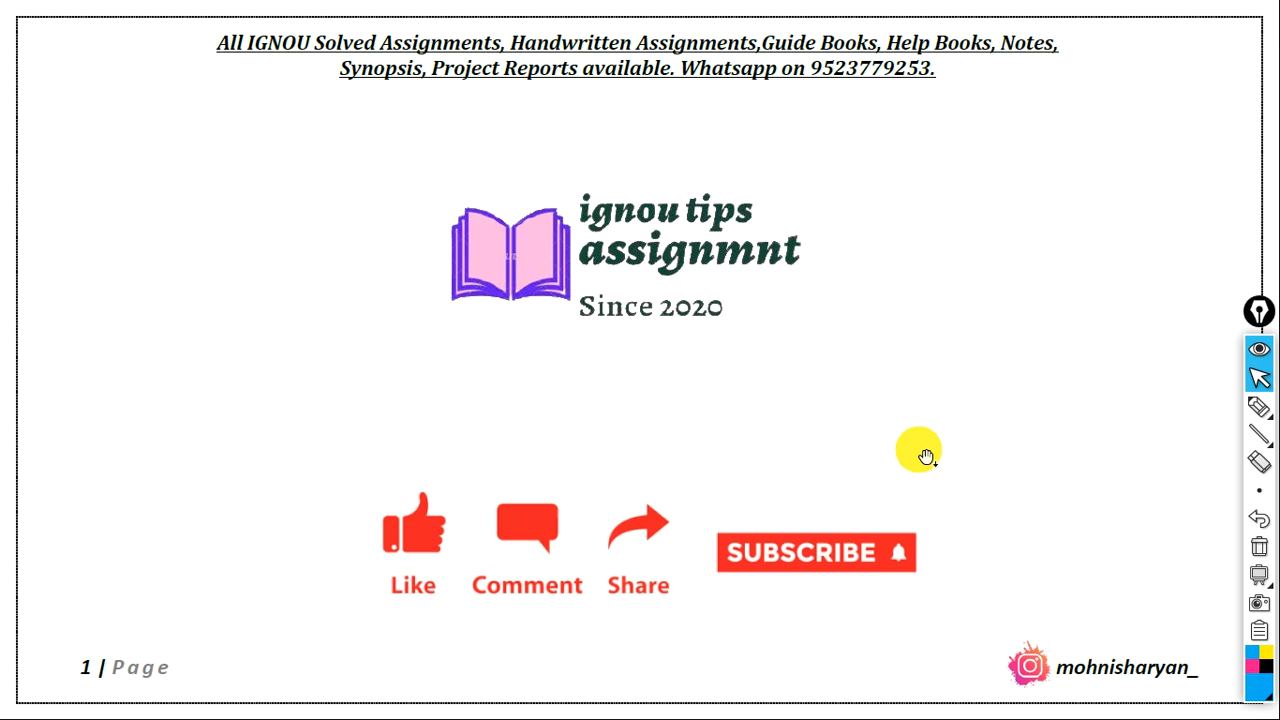 All IGNOU Solved Assignments, Handwritten Assignments,Guide Books, Help Books, Notes,
Synopsis, Project Reports available. Whatsapp on 9523779253.
ignou tips
assignmnt
Since 2020
SUBSCRIBE
Like Comment Share
1 | Page
mohnisharyan_